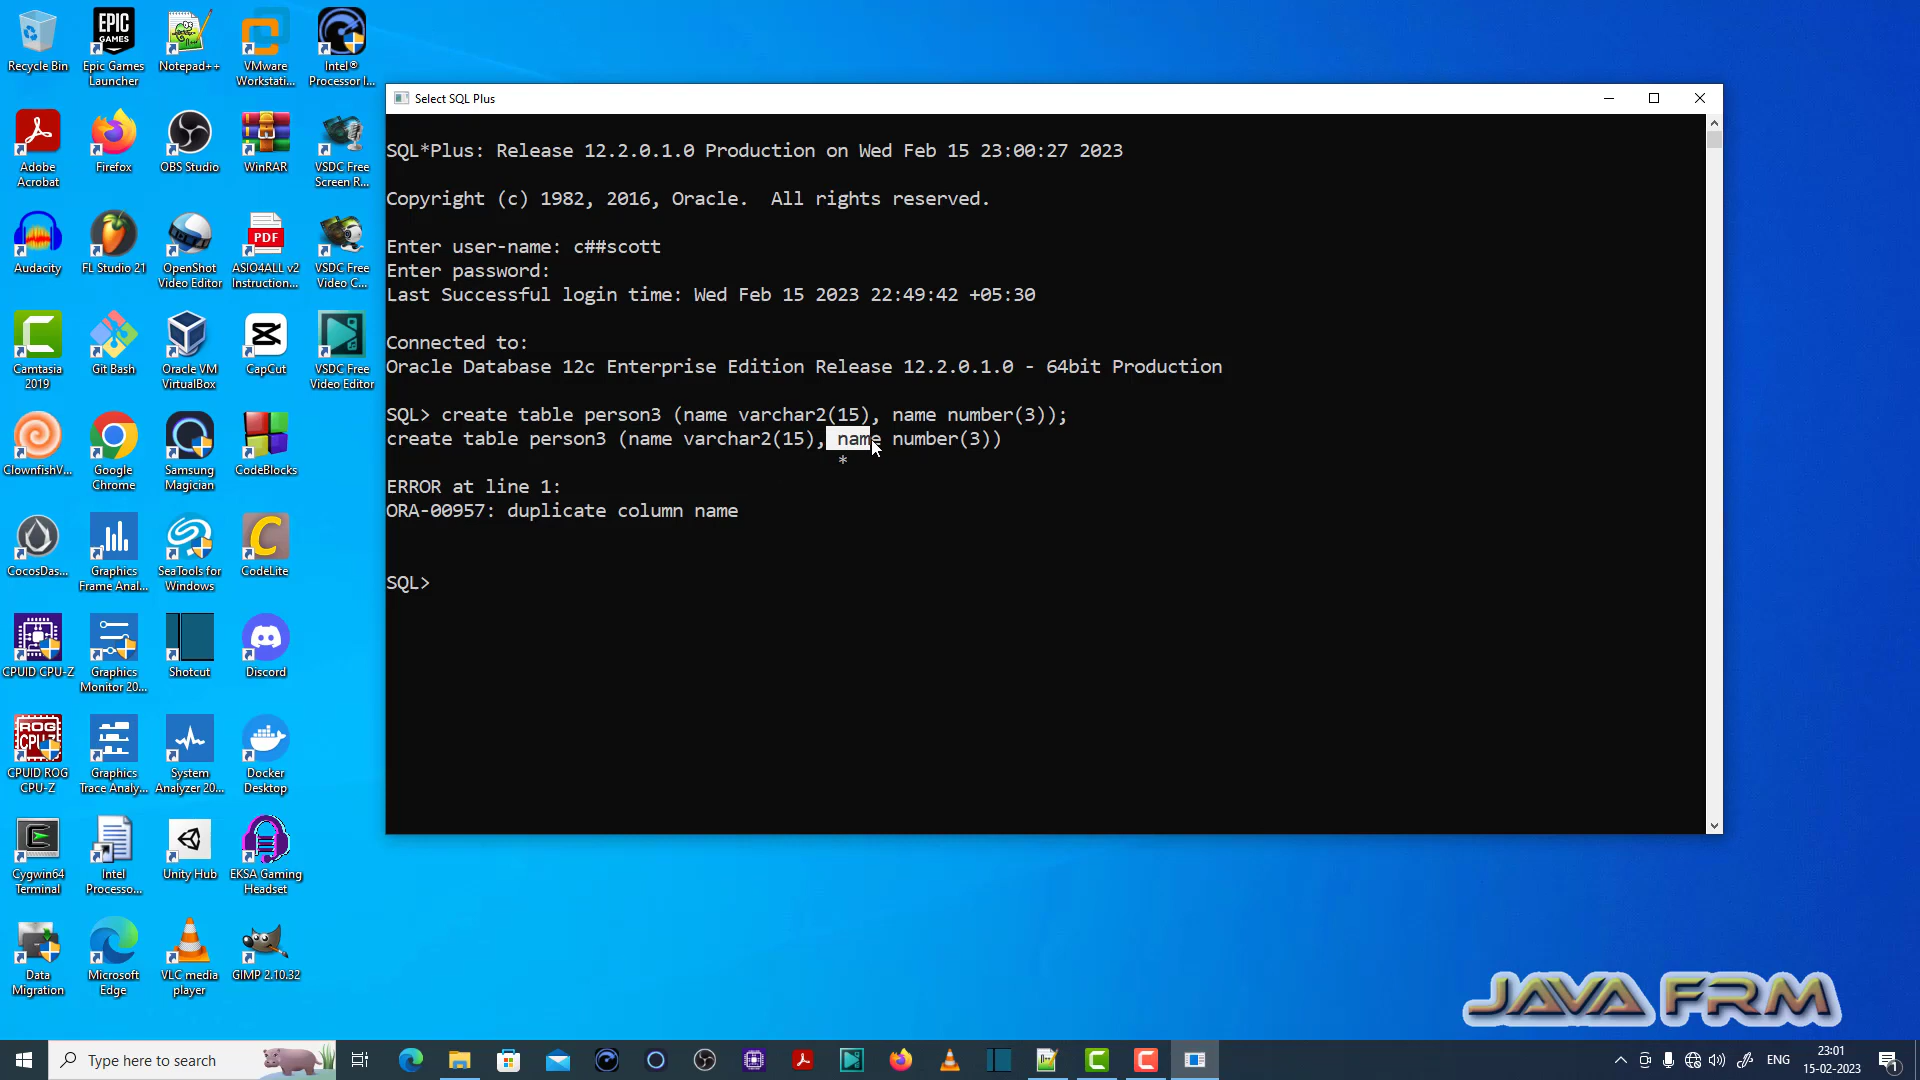 Recycle Bin
Epic Games
Launcher
Notepad++
VMware
Workstati...
Intel®
Processor I...
Adobe
Acrobat
Firefox
OBS Studio
WinRAR
VSDC Free
Screen R...
Audacity
FL Studio 21
OpenShot
Video Editor
ASIO4ALL v2
Instruction...
VSDC Free
Video C...
Camtasia
2019
Git Bash
Oracle VM
VirtualBox
CapCut
VSDC Free
Video Editor
ClownfishV...
Google
Chrome
Samsung
Magician
CodeBlocks
CocosDas...
Graphics
Frame Anal...
SeaTools for
Windows
CodeLite
CPUID CPU-Z
Graphics
Monitor 20...
Shotcut
Discord
CPUID ROG
CPU-Z
Graphics
Trace Analy...
System
Analyzer 20...
Docker
Desktop
Cygwin64
Terminal
Intel
Processo...
Unity Hub
EKSA Gaming
Headset
Data
Migration
Microsoft
Edge
VLC media
player
GIMP 2.10.32
EPIC
GAMES
PDF
ROG
CPU-Z
Select SQL Plus
SQL*Plus: Release 12.2.0.1.0 Production on Wed Feb 15 23:00:27 2023
Copyright (c) 1982, 2016, Oracle.  All rights reserved.
Enter user-name: c##scott
Enter password:
Last Successful login time: Wed Feb 15 2023 22:49:42 +05:30
Connected to:
Oracle Database 12c Enterprise Edition Release 12.2.0.1.0 - 64bit Production
SQL> create table person3 (name varchar2(15), name number(3));
create table person3 (name varchar2(15), name number(3))
*
ERROR at line 1:
ORA-00957: duplicate column name
SQL>
JAVA FRM
Type here to search
ENG
23:01
15-02-2023
1